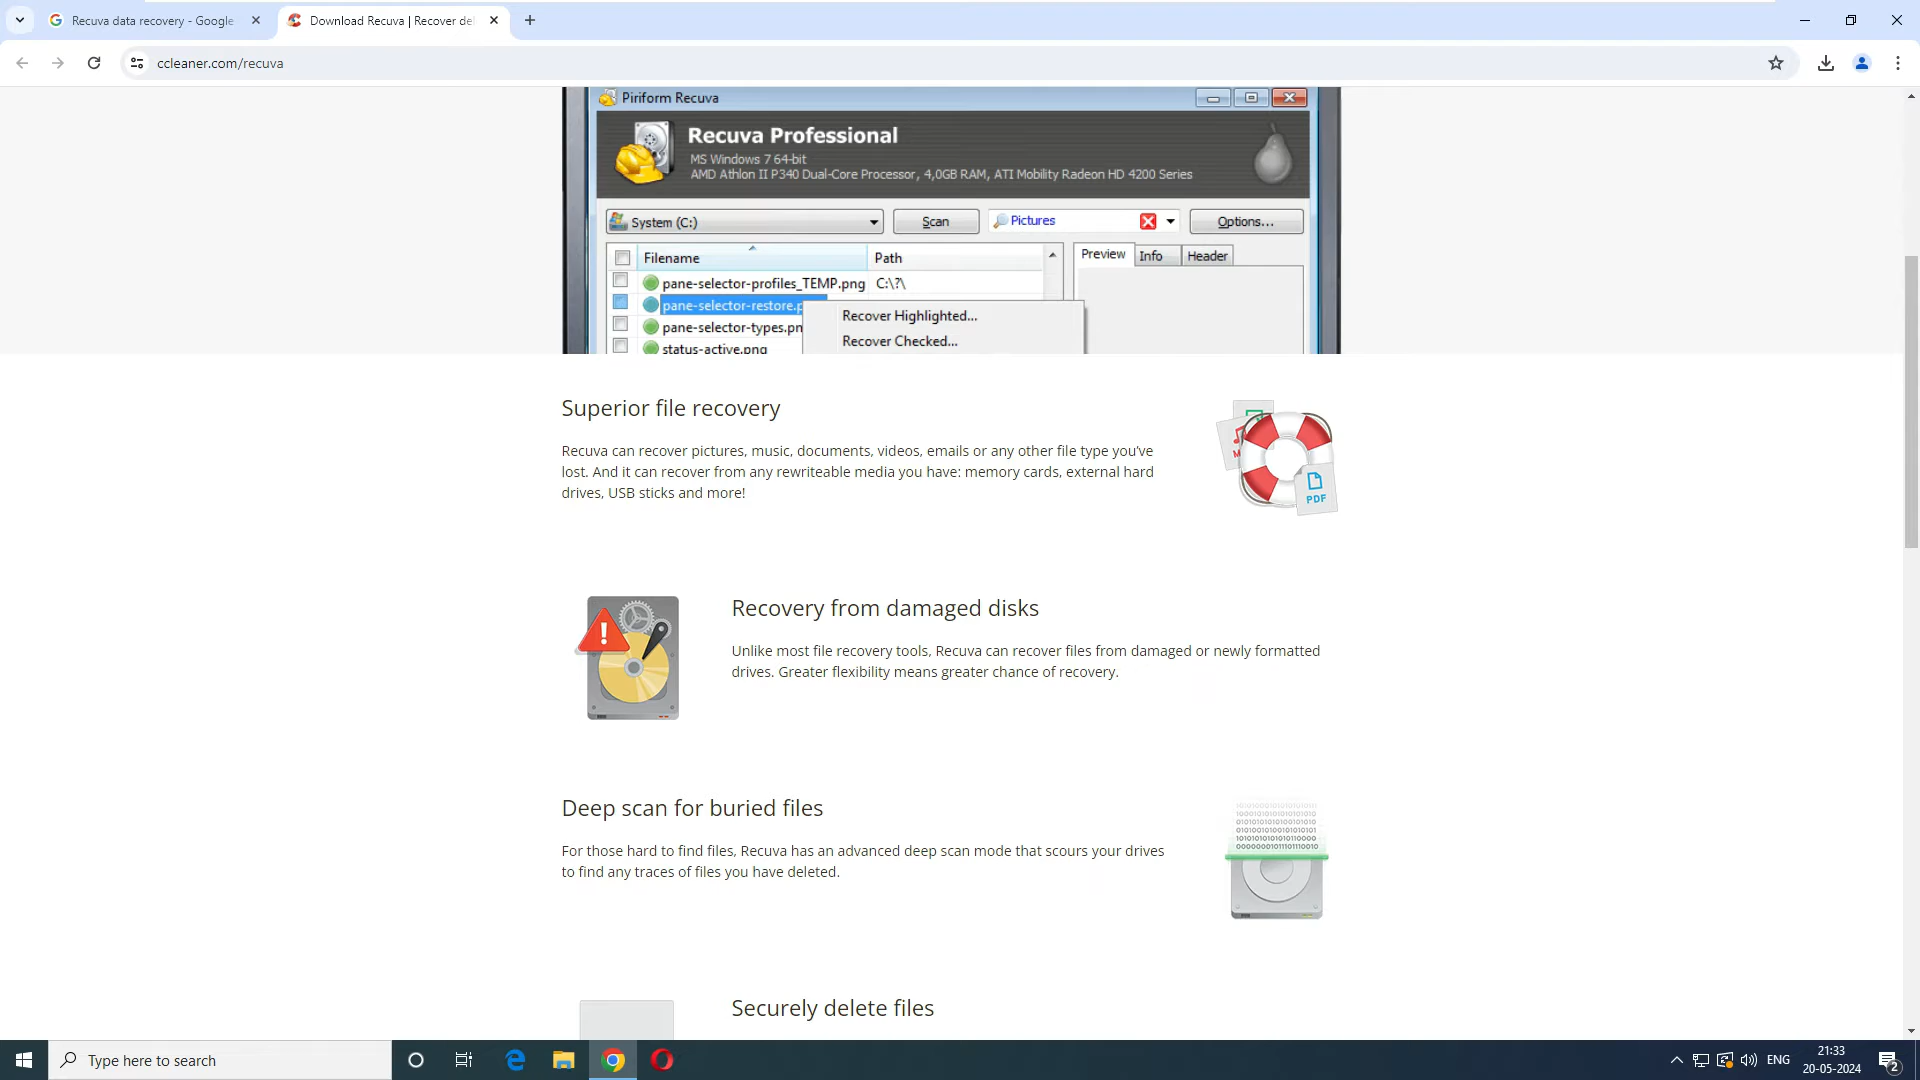 Recuva data recovery - Google
Download Recuva | Recover de
ccleaner.com/recuva
Piriform Recuva
Recuva Professional
MS Windows 7 64-bit
AMD Athlon II P340 Dual-Core Processor, 4,0GB RAM, ATI Mobility Radeon HD 4200 Series
System (C:)
Scan
Pictures
Options...
Filename
Path
Preview
Info
Header
pane-selector-profiles_TEMP.png
C:\?\
pane-selector-restore.p
Recover Highlighted...
pane-selector-types.pn
Recover Checked...
status-active.png
Superior file recovery
Recuva can recover pictures, music, documents, videos, emails or any other file type you've
lost. And it can recover from any rewriteable media you have: memory cards, external hard
drives, USB sticks and more!
PDF
Recovery from damaged disks
Unlike most file recovery tools, Recuva can recover files from damaged or newly formatted
drives. Greater flexibility means greater chance of recovery.
Deep scan for buried files
For those hard to find files, Recuva has an advanced deep scan mode that scours your drives
to find any traces of files you have deleted.
Securely delete files
Type here to search
ENG
21:33
20-05-2024
2